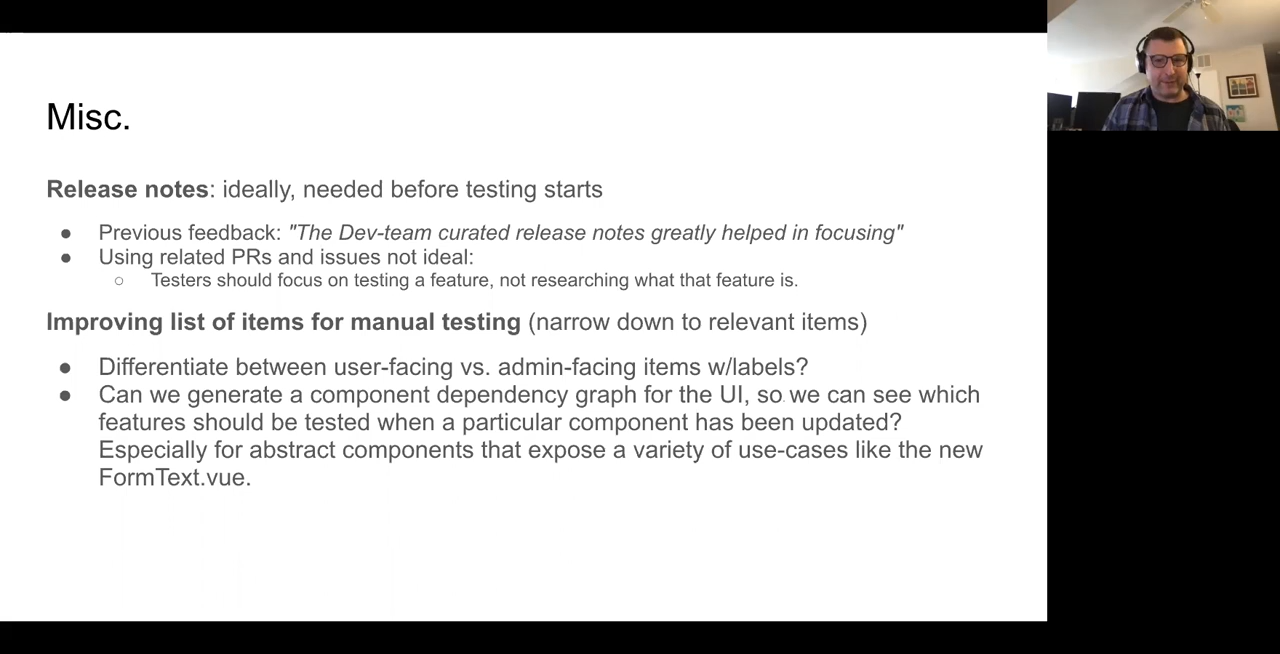 Misc.
Release notes: ideally, needed before testing starts
● Previous feedback: "The Dev-team curated release notes greatly helped in focusing"
● Using related PRs and issues not ideal:
○ Testers should focus on testing a feature, not researching what that feature is.
Improving list of items for manual testing (narrow down to relevant items)
● Differentiate between user-facing vs. admin-facing items w/labels?
● Can we generate a component dependency graph for the UI, so we can see which
features should be tested when a particular component has been updated?
Especially for abstract components that expose a variety of use-cases like the new
FormText.vue.